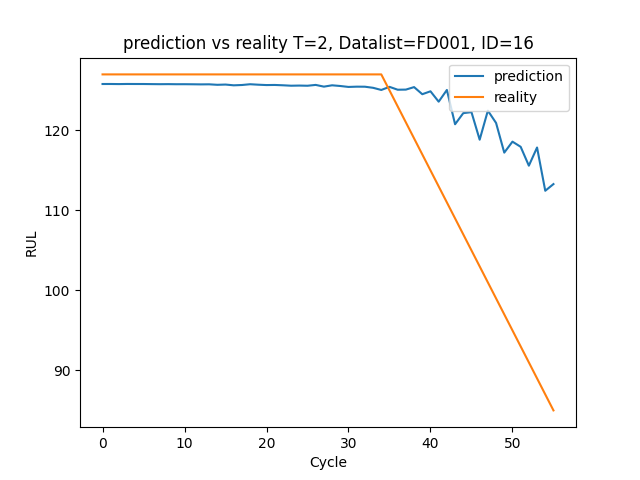 prediction vs reality T=2, Datalist=FD001, ID=16
prediction
reality
120
110
100
90
RUL
0 10 20 30 40 50
Cycle